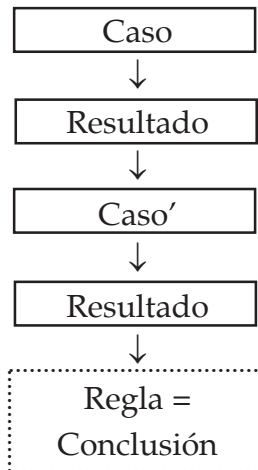 Caso
↓
Resultado
↓
Caso′
↓
Resultado
↓
Regla =
Conclusión